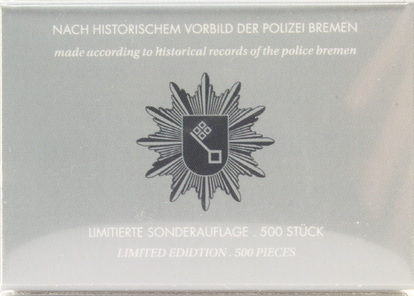 NACH HISTORISCHEM VORBILD DER POLIZEI BREMEN
made according to historical records of the police bremen
LIMITIERTE SONDERAUFLAGE . 500 STÜCK
LIMITED EDIDTION . 500 PIECES